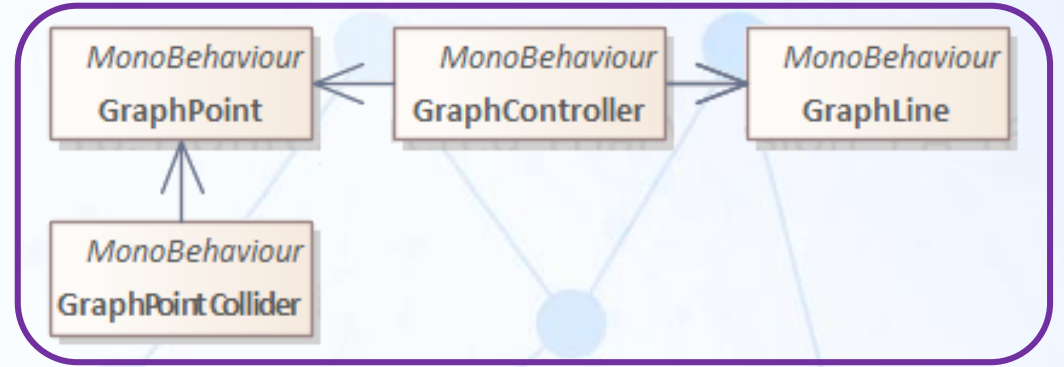 MonoBehaviour
GraphPoint
MonoBehaviour
GraphController
MonoBehaviour
GraphLine
MonoBehaviour
GraphPointCollider